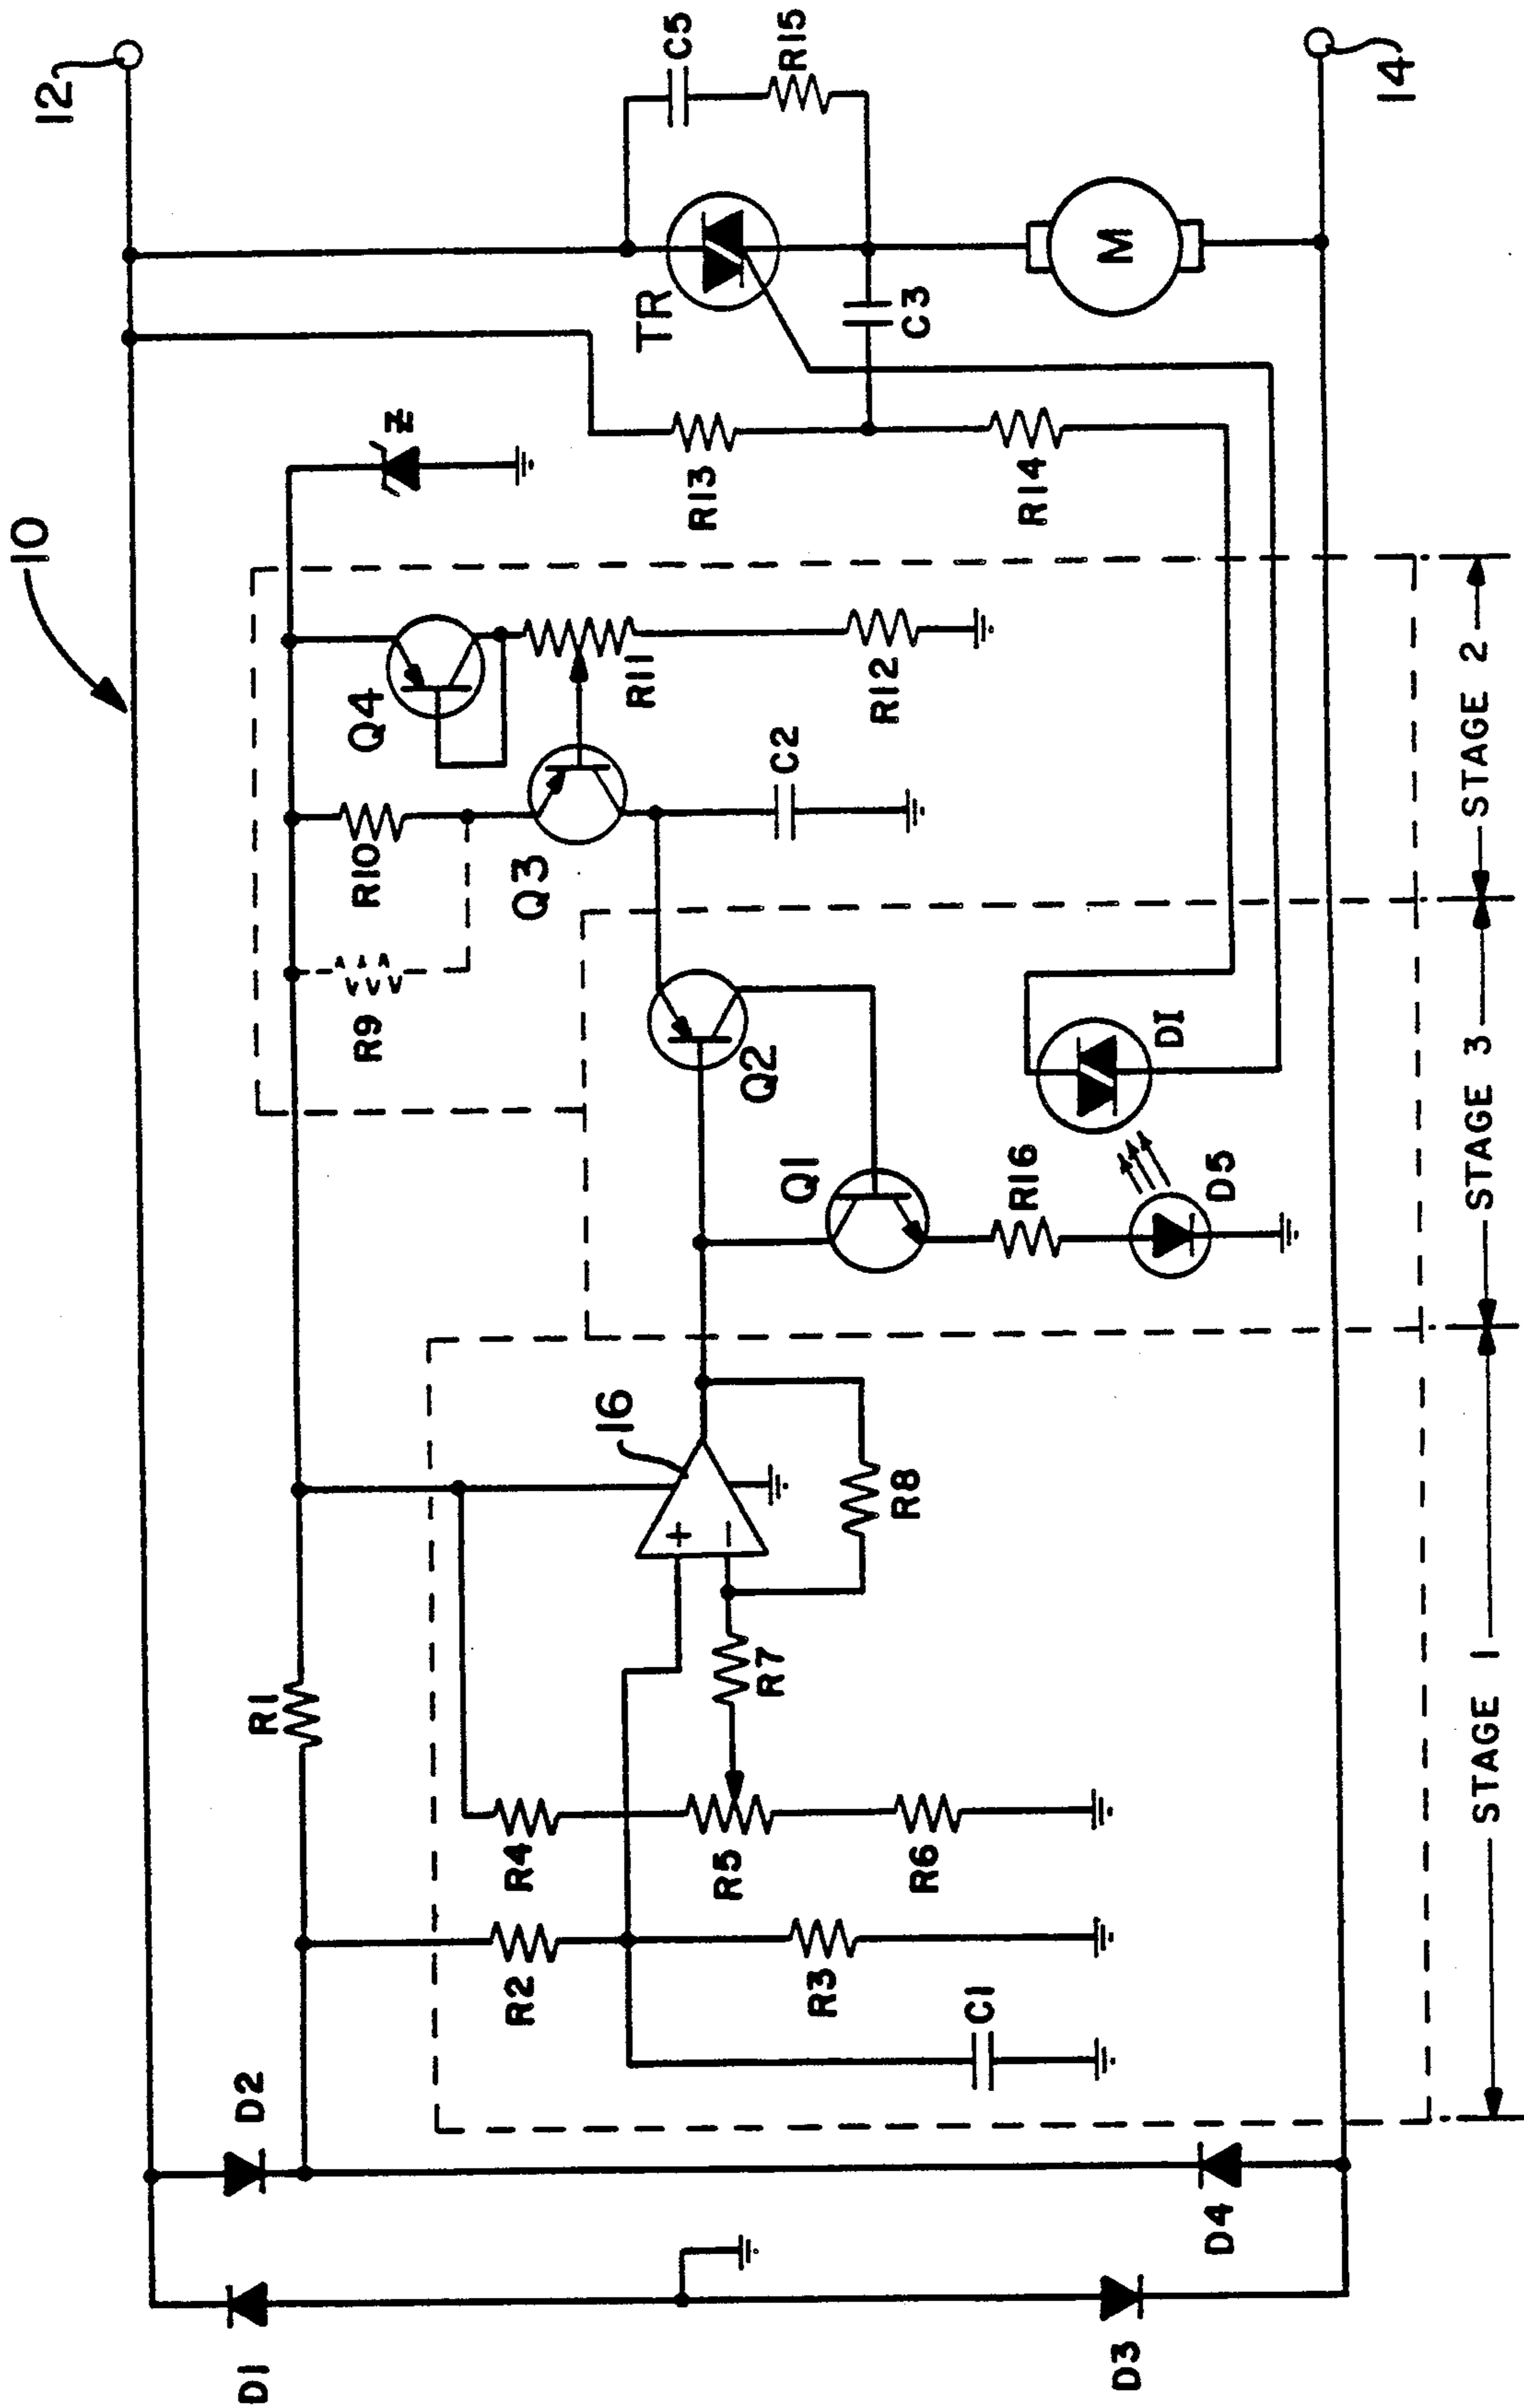 10
12
C5
R15
14
TR
C3
M
Z
R13
R14
Q4
R11
R12
R10
Q3
C2
R9
Q2
DI
Q1
R16
D5
16
+
−
R8
R7
R1
R4
R5
R6
R2
R3
C1
D2
D4
D1
D3
STAGE 1
STAGE 3
STAGE 2